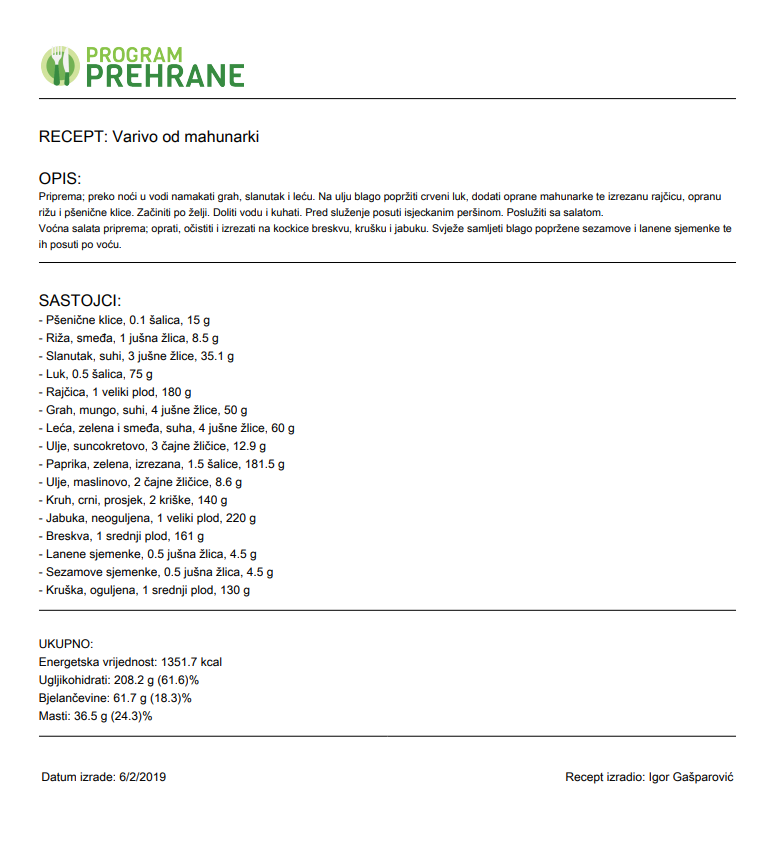 PROGRAM
PREHRANE
RECEPT: Varivo od mahunarki
OPIS:
Priprema; preko noći u vodi namakati grah, slanutak i leću. Na ulju blago popržiti crveni luk, dodati oprane mahunarke te izrezanu rajčicu, opranu
rižu i pšenične klice. Začiniti po želji. Doliti vodu i kuhati. Pred služenje posuti isjeckanim peršinom. Poslužiti sa salatom.
Voćna salata priprema; oprati, očistiti i izrezati na kockice breskvu, krušku i jabuku. Svježe samljeti blago popržene sezamove i lanene sjemenke te
ih posuti po voću.
SASTOJCI:
- Pšenične klice, 0.1 šalica, 15 g
- Riža, smeđa, 1 jušna žlica, 8.5 g
- Slanutak, suhi, 3 jušne žlice, 35.1 g
- Luk, 0.5 šalica, 75 g
- Rajčica, 1 veliki plod, 180 g
- Grah, mungo, suhi, 4 jušne žlice, 50 g
- Leća, zelena i smeđa, suha, 4 jušne žlice, 60 g
- Ulje, suncokretovo, 3 čajne žličice, 12.9 g
- Paprika, zelena, izrezana, 1.5 šalice, 181.5 g
- Ulje, maslinovo, 2 čajne žličice, 8.6 g
- Kruh, crni, prosjek, 2 kriške, 140 g
- Jabuka, neoguljena, 1 veliki plod, 220 g
- Breskva, 1 srednji plod, 161 g
- Lanene sjemenke, 0.5 jušna žlica, 4.5 g
- Sezamove sjemenke, 0.5 jušna žlica, 4.5 g
- Kruška, oguljena, 1 srednji plod, 130 g
UKUPNO:
Energetska vrijednost: 1351.7 kcal
Ugljikohidrati: 208.2 g (61.6)%
Bjelančevine: 61.7 g (18.3)%
Masti: 36.5 g (24.3)%
Datum izrade: 6/2/2019
Recept izradio: Igor Gašparović